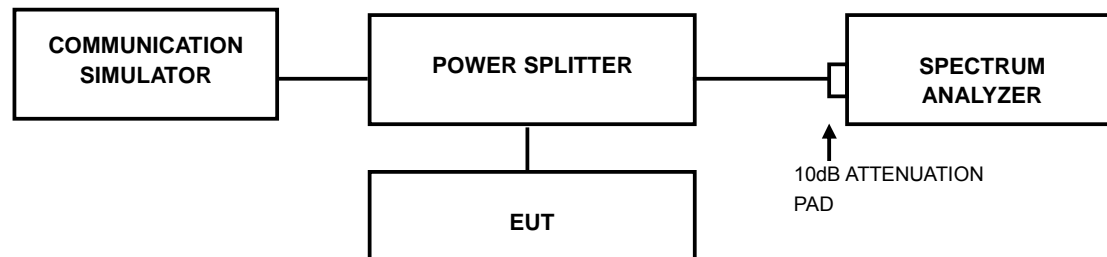 COMMUNICATION
SIMULATOR
POWER SPLITTER
SPECTRUM
ANALYZER
10dB ATTENUATION
PAD
EUT